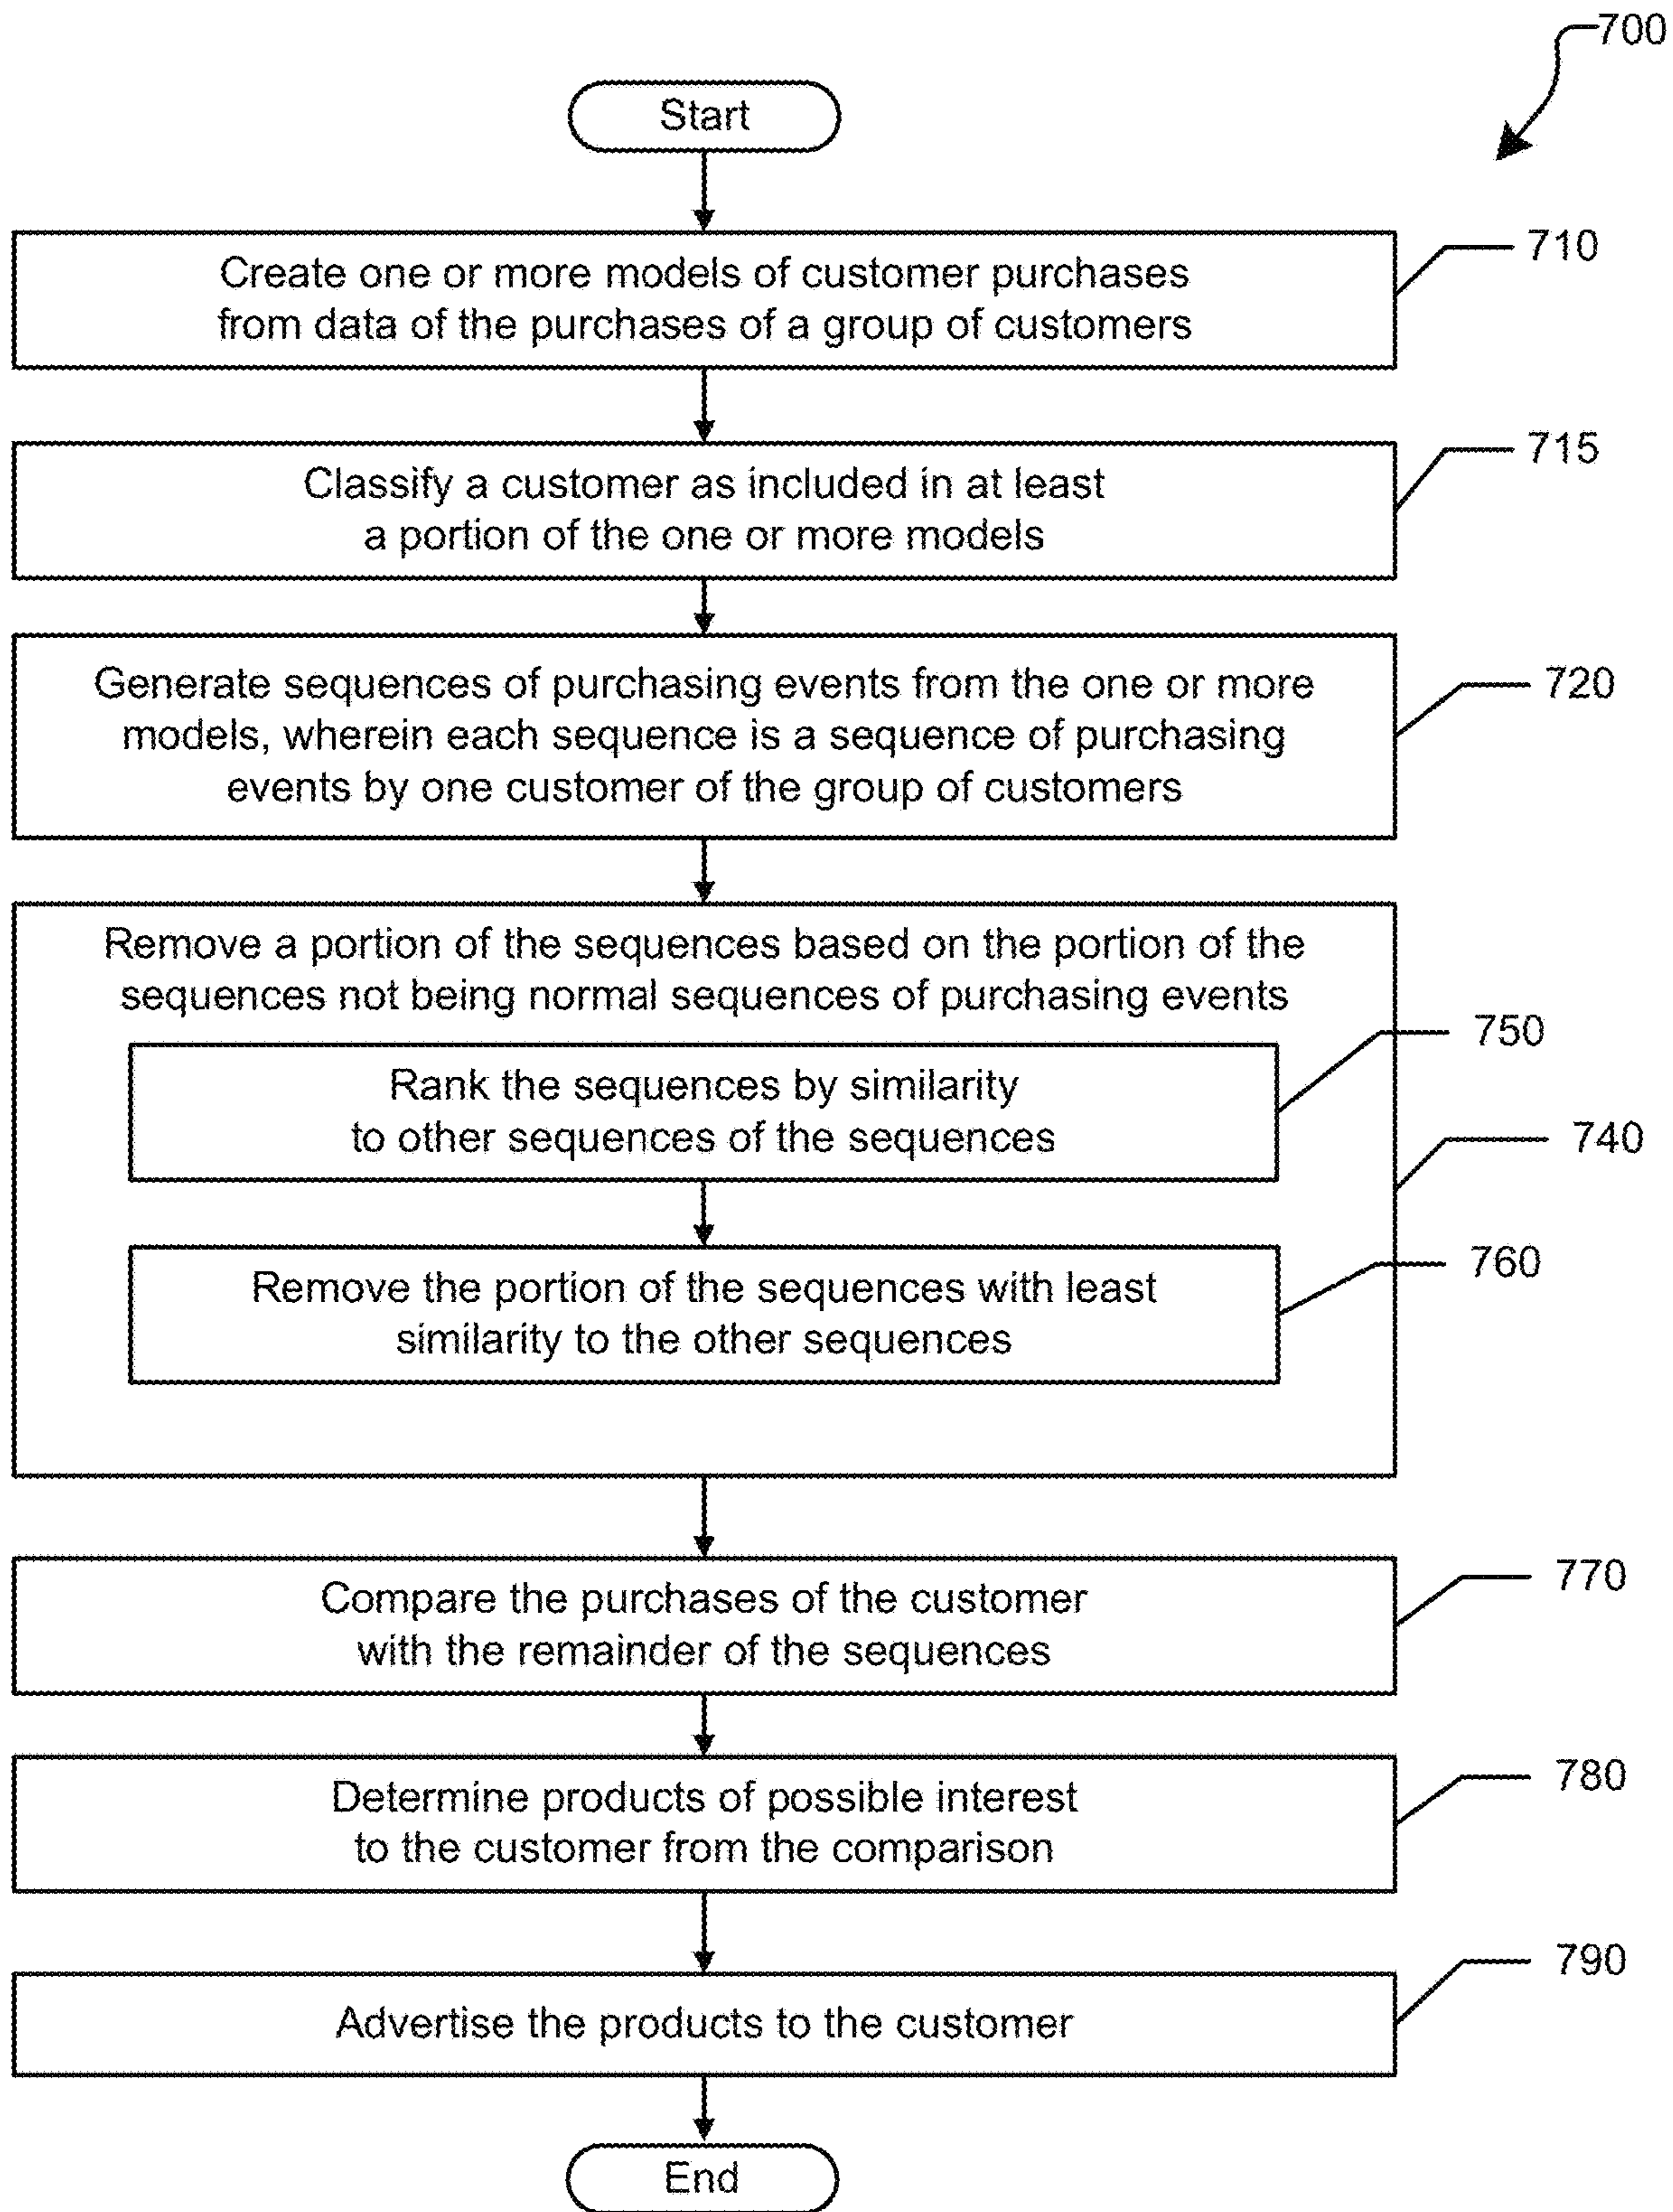 700
Start
Create one or more models of customer purchases
from data of the purchases of a group of customers
710
Classify a customer as included in at least
a portion of the one or more models
715
Generate sequences of purchasing events from the one or more
models, wherein each sequence is a sequence of purchasing
events by one customer of the group of customers
720
Remove a portion of the sequences based on the portion of the
sequences not being normal sequences of purchasing events
750
Rank the sequences by similarity
to other sequences of the sequences
740
Remove the portion of the sequences with least
similarity to the other sequences
760
Compare the purchases of the customer
with the remainder of the sequences
770
Determine products of possible interest
to the customer from the comparison
780
Advertise the products to the customer
790
End